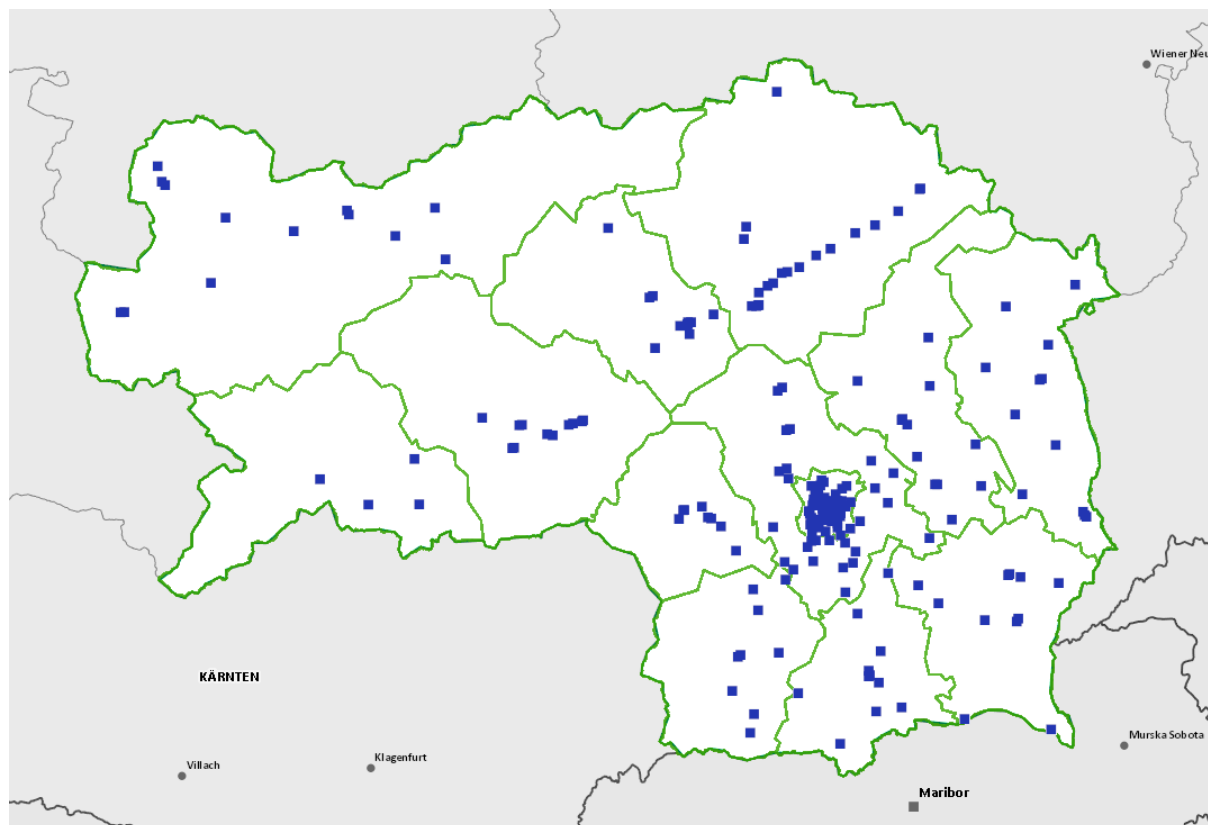 Wiener Neu
KÄRNTEN
Murska Sobota
Klagenfurt
Villach
Maribor